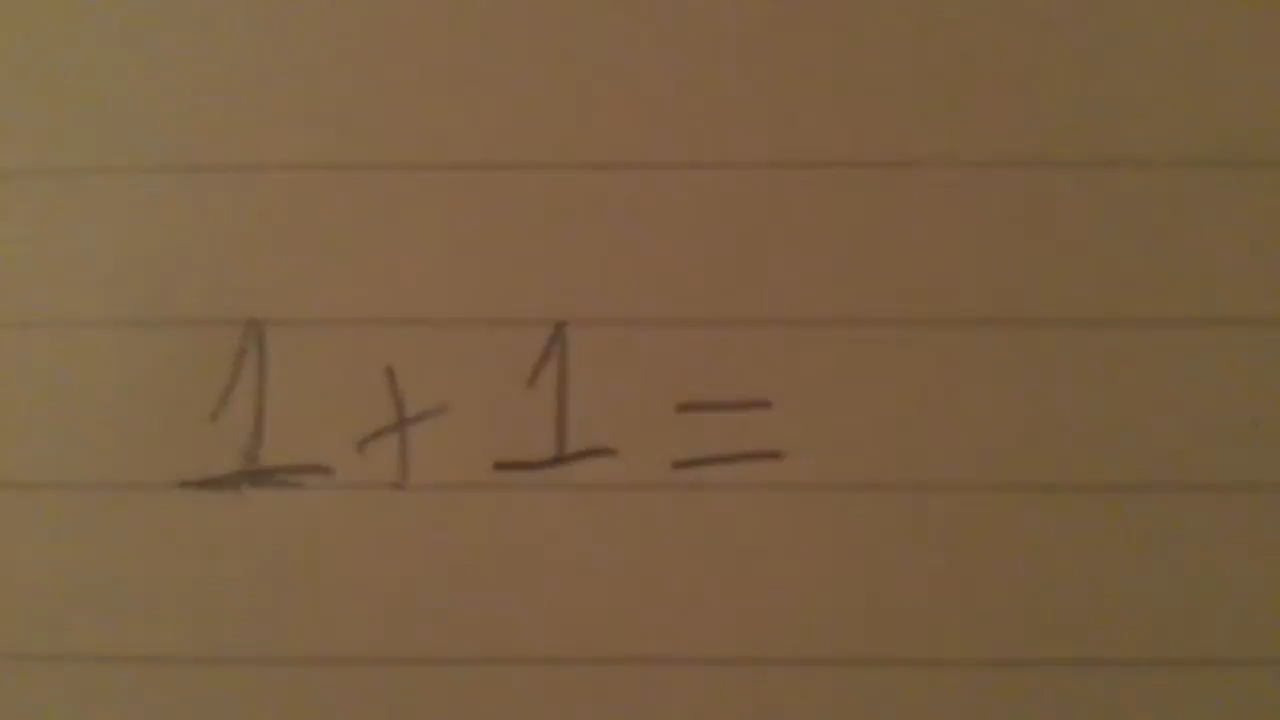 1 + 1 =